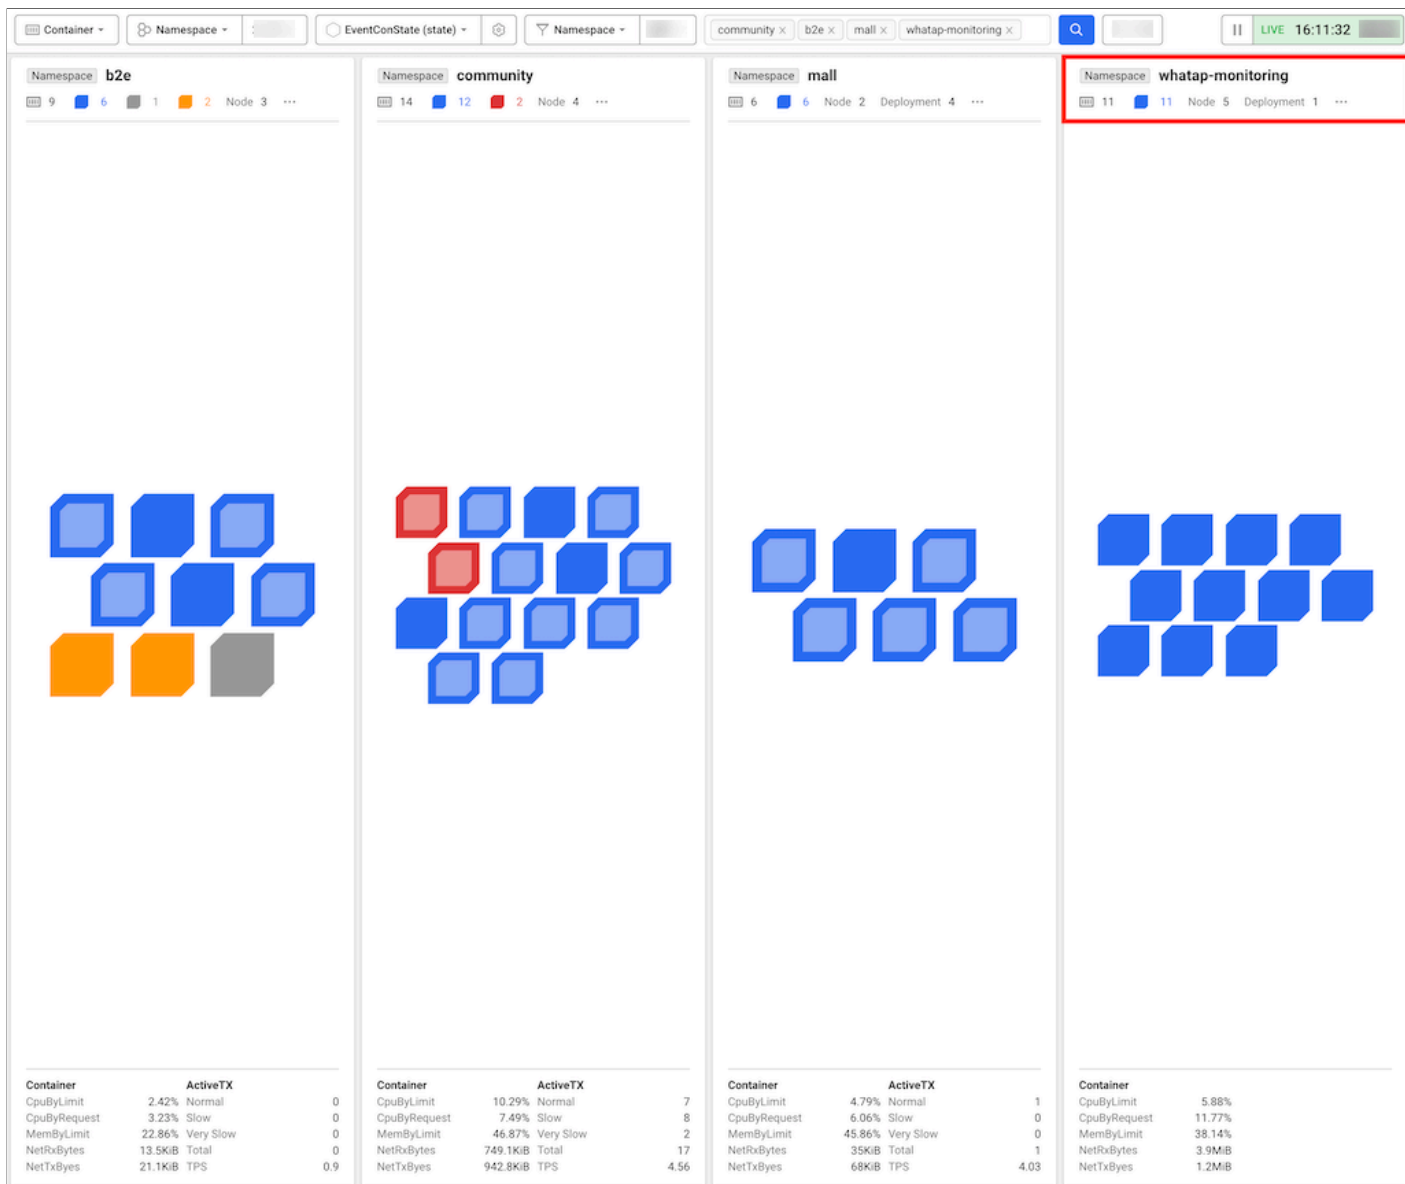 Container Namespace EventConState (state) Namespace community × b2e × mall × whatap-monitoring × LIVE 16:11:32
Namespace b2e
9 6 1 2 Node 3 ···
Namespace community
14 12 2 Node 4 ···
Namespace mall
6 6 Node 2 Deployment 4 ···
Namespace whatap-monitoring
11 11 Node 5 Deployment 1 ···
Container ActiveTX
CpuByLimit 2.42% Normal 0
CpuByRequest 3.23% Slow 0
MemByLimit 22.86% Very Slow 0
NetRxBytes 13.5KiB Total 0
NetTxByes 21.1KiB TPS 0.9
Container ActiveTX
CpuByLimit 10.29% Normal 7
CpuByRequest 7.49% Slow 8
MemByLimit 46.87% Very Slow 2
NetRxBytes 749.1KiB Total 17
NetTxByes 942.8KiB TPS 4.56
Container ActiveTX
CpuByLimit 4.79% Normal 1
CpuByRequest 6.06% Slow 0
MemByLimit 45.86% Very Slow 0
NetRxBytes 35KiB Total 1
NetTxByes 68KiB TPS 4.03
Container
CpuByLimit 5.88%
CpuByRequest 11.77%
MemByLimit 38.14%
NetRxBytes 3.9MiB
NetTxByes 1.2MiB